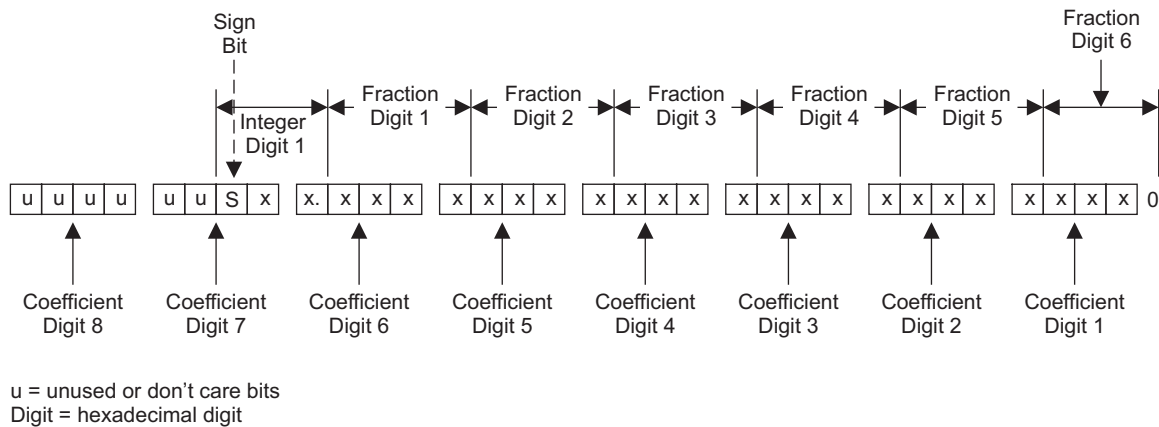 Sign
Bit
Fraction
Digit 6
Integer
Digit 1
Fraction
Digit 1
Fraction
Digit 2
Fraction
Digit 3
Fraction
Digit 4
Fraction
Digit 5
u u u u u u S x x. x x x x x x x x x x x x x x x x x x x x x x x 0
Coefficient
Digit 8
Coefficient
Digit 7
Coefficient
Digit 6
Coefficient
Digit 5
Coefficient
Digit 4
Coefficient
Digit 3
Coefficient
Digit 2
Coefficient
Digit 1
u = unused or don’t care bits
Digit = hexadecimal digit